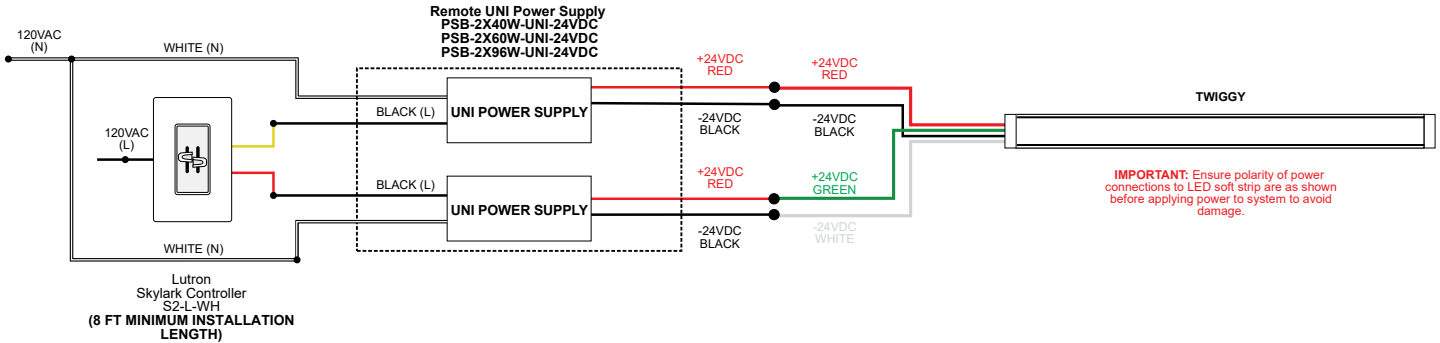 Remote UNI Power Supply
PSB-2X40W-UNI-24VDC
PSB-2X60W-UNI-24VDC
PSB-2X96W-UNI-24VDC
120VAC
(N)
WHITE (N)
120VAC
(L)
BLACK (L)
UNI POWER SUPPLY
+24VDC
RED
+24VDC
RED
-24VDC
BLACK
-24VDC
BLACK
TWIGGY
BLACK (L)
UNI POWER SUPPLY
+24VDC
RED
+24VDC
GREEN
-24VDC
BLACK
-24VDC
WHITE
IMPORTANT: Ensure polarity of power
connections to LED soft strip are as shown
before applying power to system to avoid
damage.
WHITE (N)
Lutron
Skylark Controller
S2-L-WH
(8 FT MINIMUM INSTALLATION
LENGTH)